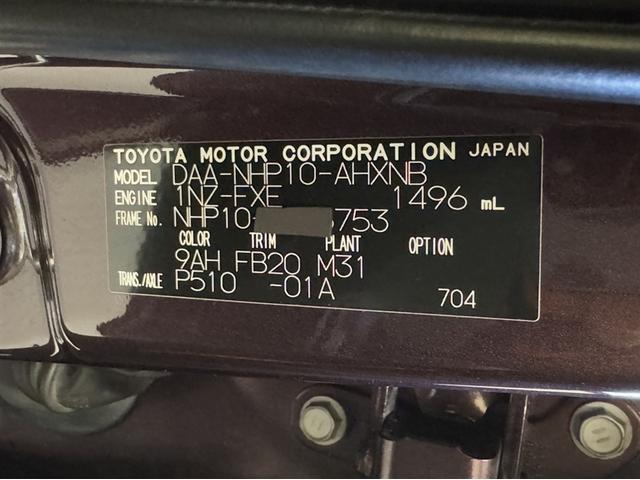 TOYOTA MOTOR CORPORATION JAPAN
MODEL DAA-NHP10-AHXNB
ENGINE 1NZ-FXE 1496 mL
FRAME No. NHP10- 753
COLOR TRIM PLANT OPTION
9AH FB20 M31
TRANS./AXLE P510 -01A
704